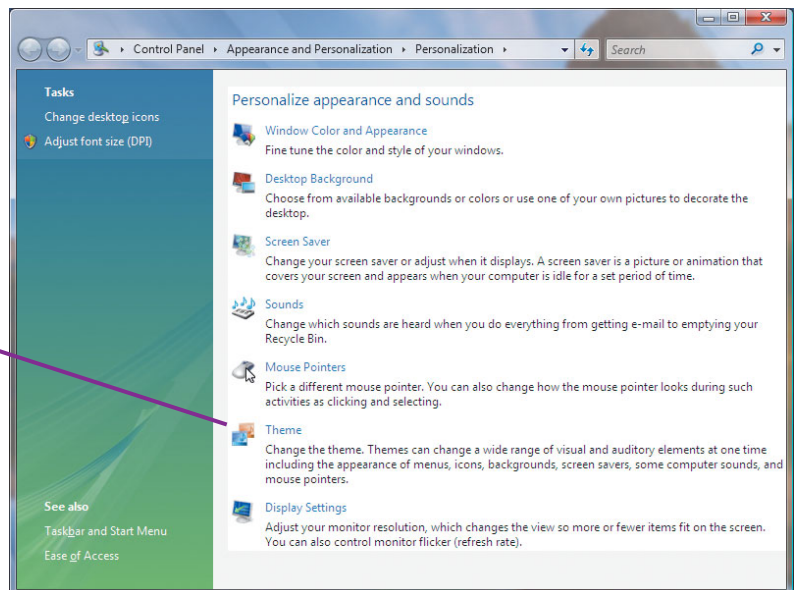 Control Panel Appearance and Personalization Personalization Search
Tasks
Change desktop icons
Adjust font size (DPI)
Personalize appearance and sounds
Window Color and Appearance
Fine tune the color and style of your windows.
Desktop Background
Choose from available backgrounds or colors or use one of your own pictures to decorate the
desktop.
Screen Saver
Change your screen saver or adjust when it displays. A screen saver is a picture or animation that
covers your screen and appears when your computer is idle for a set period of time.
Sounds
Change which sounds are heard when you do everything from getting e-mail to emptying your
Recycle Bin.
Mouse Pointers
Pick a different mouse pointer. You can also change how the mouse pointer looks during such
activities as clicking and selecting.
Theme
Change the theme. Themes can change a wide range of visual and auditory elements at one time
including the appearance of menus, icons, backgrounds, screen savers, some computer sounds, and
mouse pointers.
Display Settings
Adjust your monitor resolution, which changes the view so more or fewer items fit on the screen.
You can also control monitor flicker (refresh rate).
See also
Taskbar and Start Menu
Ease of Access